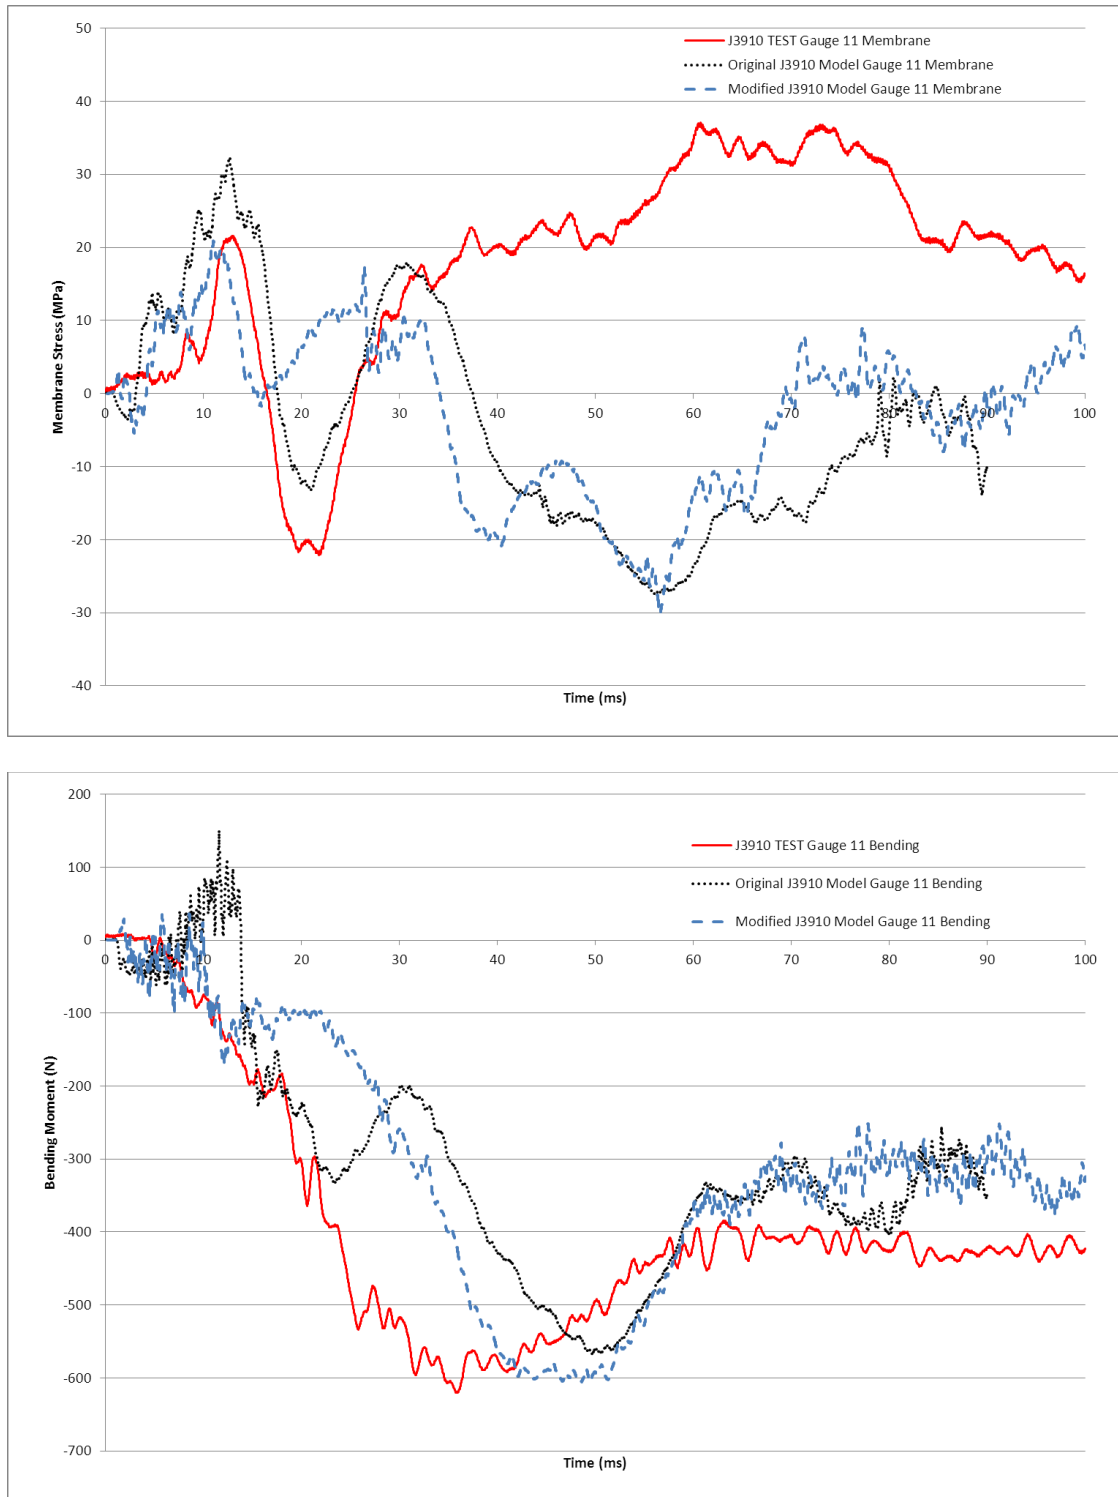 50
J3910 TEST Gauge 11 Membrane
Original J3910 Model Gauge 11 Membrane
Modified J3910 Model Gauge 11 Membrane
40
30
20
10
0
-10
-20
-30
-40
0 10 20 30 40 50 60 70 80 90 100
Membrane Stress (MPa)
Time (ms)
200
100
0
-100
-200
-300
-400
-500
-600
-700
J3910 TEST Gauge 11 Bending
Original J3910 Model Gauge 11 Bending
Modified J3910 Model Gauge 11 Bending
0 10 20 30 40 50 60 70 80 90 100
Bending Moment (N)
Time (ms)